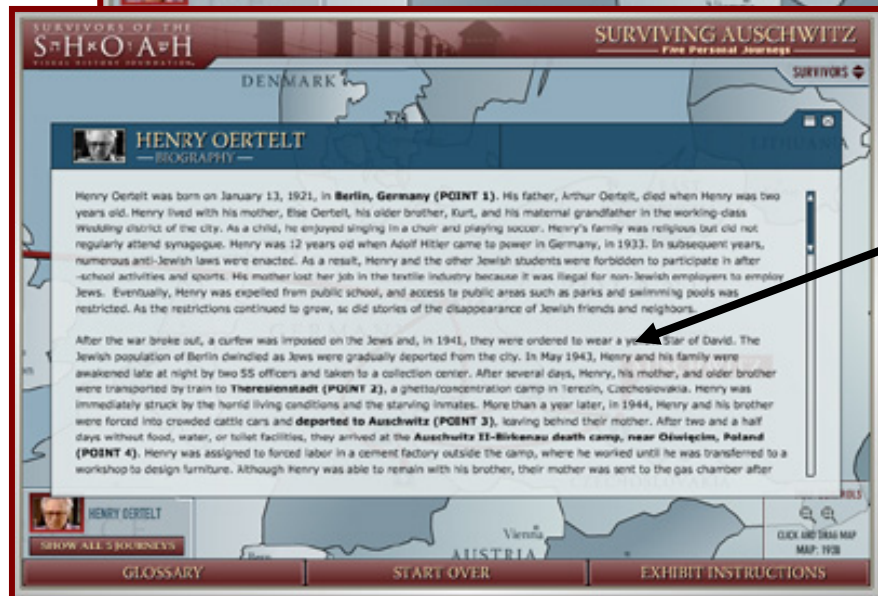 SURVIVORS OF THE
SHOAH
VISUAL HISTORY FOUNDATION
SURVIVING AUSCHWITZ
Five Personal Journeys
SURVIVORS
DENMARK
LITHUANIA
HENRY OERTELT
—BIOGRAPHY—
Henry Oertelt was born on January 13, 1921, in Berlin, Germany (POINT 1). His father, Arthur Oertelt, died when Henry was two
years old. Henry lived with his mother, Else Oertelt, his older brother, Kurt, and his maternal grandfather in the working-class
Wedding district of the city. As a child, he enjoyed singing in a choir and playing soccer. Henry's family was religious but did not
regularly attend synagogue. Henry was 12 years old when Adolf Hitler came to power in Germany, in 1933. In subsequent years,
numerous anti-Jewish laws were enacted. As a result, Henry and the other Jewish students were forbidden to participate in after
-school activities and sports. His mother lost her job in the textile industry because it was illegal for non-Jewish employers to employ
Jews. Eventually, Henry was expelled from public school, and access to public areas such as parks and swimming pools was
restricted. As the restrictions continued to grow, so did stories of the disappearance of Jewish friends and neighbors.
After the war broke out, a curfew was imposed on the Jews and, in 1941, they were ordered to wear a Star of David. The
Jewish population of Berlin dwindled as Jews were gradually deported from the city. In May 1943, Henry and his family were
awakened late at night by two SS officers and taken to a collection center. After several days, Henry, his mother, and older brother
were transported by train to Theresienstadt (POINT 2), a ghetto/concentration camp in Terezin, Czechoslovakia. Henry was
immediately struck by the horrid living conditions and the starving inmates. More than a year later, in 1944, Henry and his brother
were forced into crowded cattle cars and deported to Auschwitz (POINT 3), leaving behind their mother. After two and a half
days without food, water, or toilet facilities, they arrived at the Auschwitz II-Birkenau death camp, near Oświęcim, Poland
(POINT 4). Henry was assigned to forced labor in a cement factory outside the camp, where he worked until he was transferred to a
workshop to design furniture. Although Henry was able to remain with his brother, their mother was sent to the gas chamber after
HENRY OERTELT
SHOW ALL 5 JOURNEYS
Vienna
AUSTRIA
Bern
CLICK AND DRAG MAP
MAP: 1938
GLOSSARY
START OVER
EXHIBIT INSTRUCTIONS